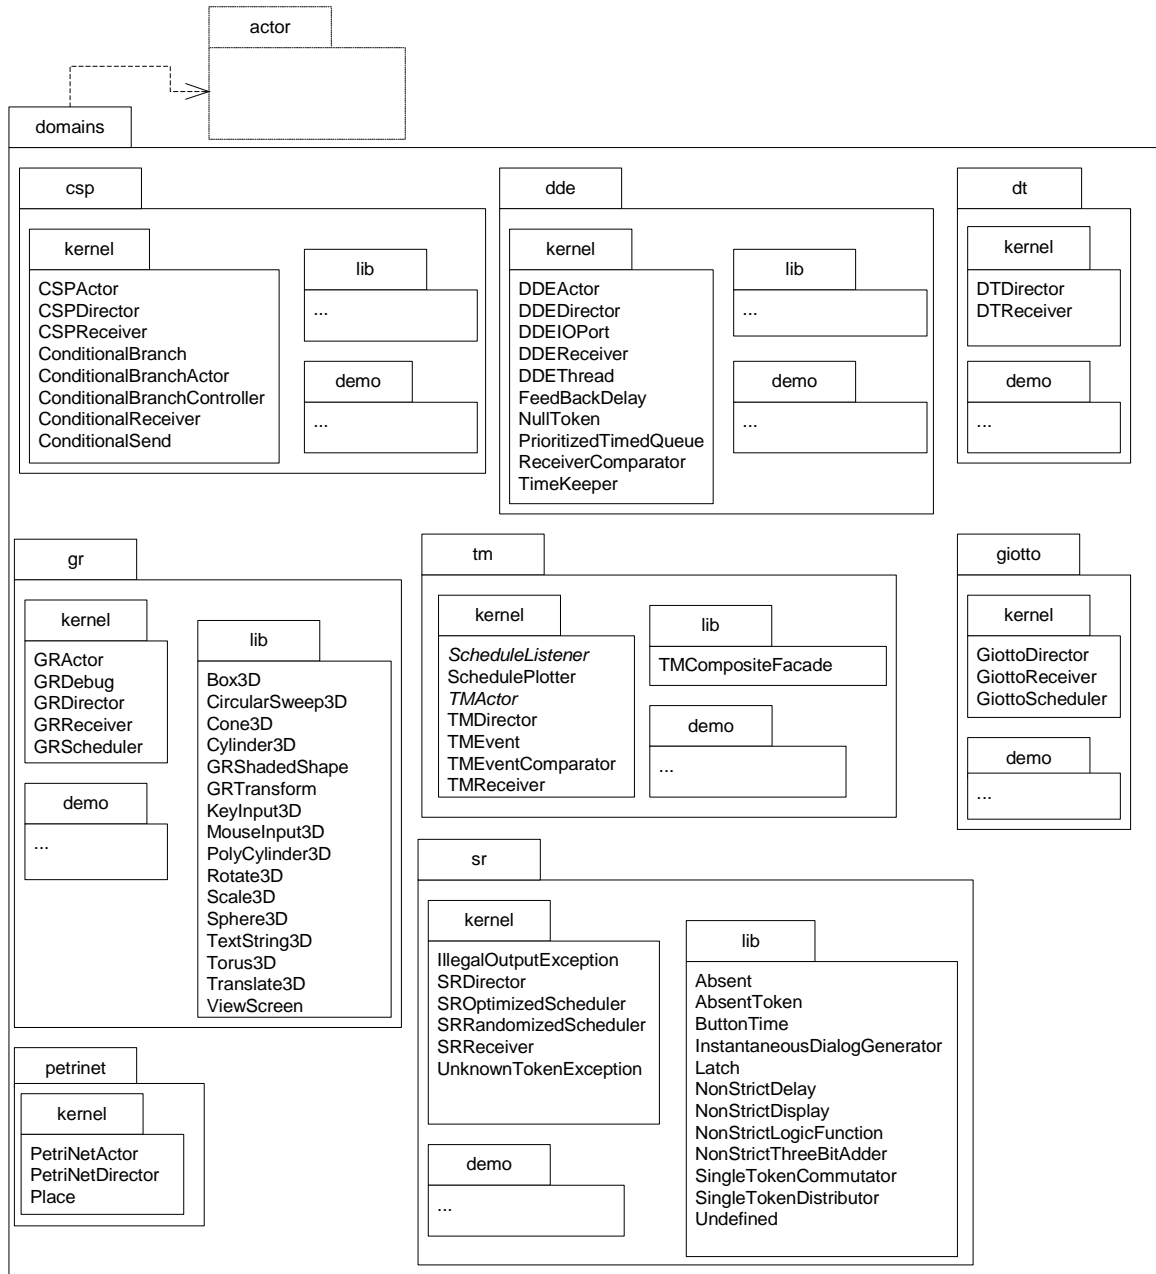 actor
domains
csp
kernel
CSPActor
CSPDirector
CSPReceiver
ConditionalBranch
ConditionalBranchActor
ConditionalBranchController
ConditionalReceiver
ConditionalSend
lib
...
demo
...
dde
kernel
DDEActor
DDEDirector
DDEIOPort
DDEReceiver
DDEThread
FeedBackDelay
NullToken
PrioritizedTimedQueue
ReceiverComparator
TimeKeeper
lib
...
demo
...
dt
kernel
DTDirector
DTReceiver
demo
...
gr
kernel
GRActor
GRDebug
GRDirector
GRReceiver
GRScheduler
demo
...
lib
Box3D
CircularSweep3D
Cone3D
Cylinder3D
GRShadedShape
GRTransform
KeyInput3D
MouseInput3D
PolyCylinder3D
Rotate3D
Scale3D
Sphere3D
TextString3D
Torus3D
Translate3D
ViewScreen
tm
kernel
ScheduleListener
SchedulePlotter
TMActor
TMDirector
TMEvent
TMEventComparator
TMReceiver
lib
TMCompositeFacade
demo
...
giotto
kernel
GiottoDirector
GiottoReceiver
GiottoScheduler
demo
...
petrinet
kernel
PetriNetActor
PetriNetDirector
Place
sr
kernel
IllegalOutputException
SRDirector
SROptimizedScheduler
SRRandomizedScheduler
SRReceiver
UnknownTokenException
demo
...
lib
Absent
AbsentToken
ButtonTime
InstantaneousDialogGenerator
Latch
NonStrictDelay
NonStrictDisplay
NonStrictLogicFunction
NonStrictThreeBitAdder
SingleTokenCommutator
SingleTokenDistributor
Undefined